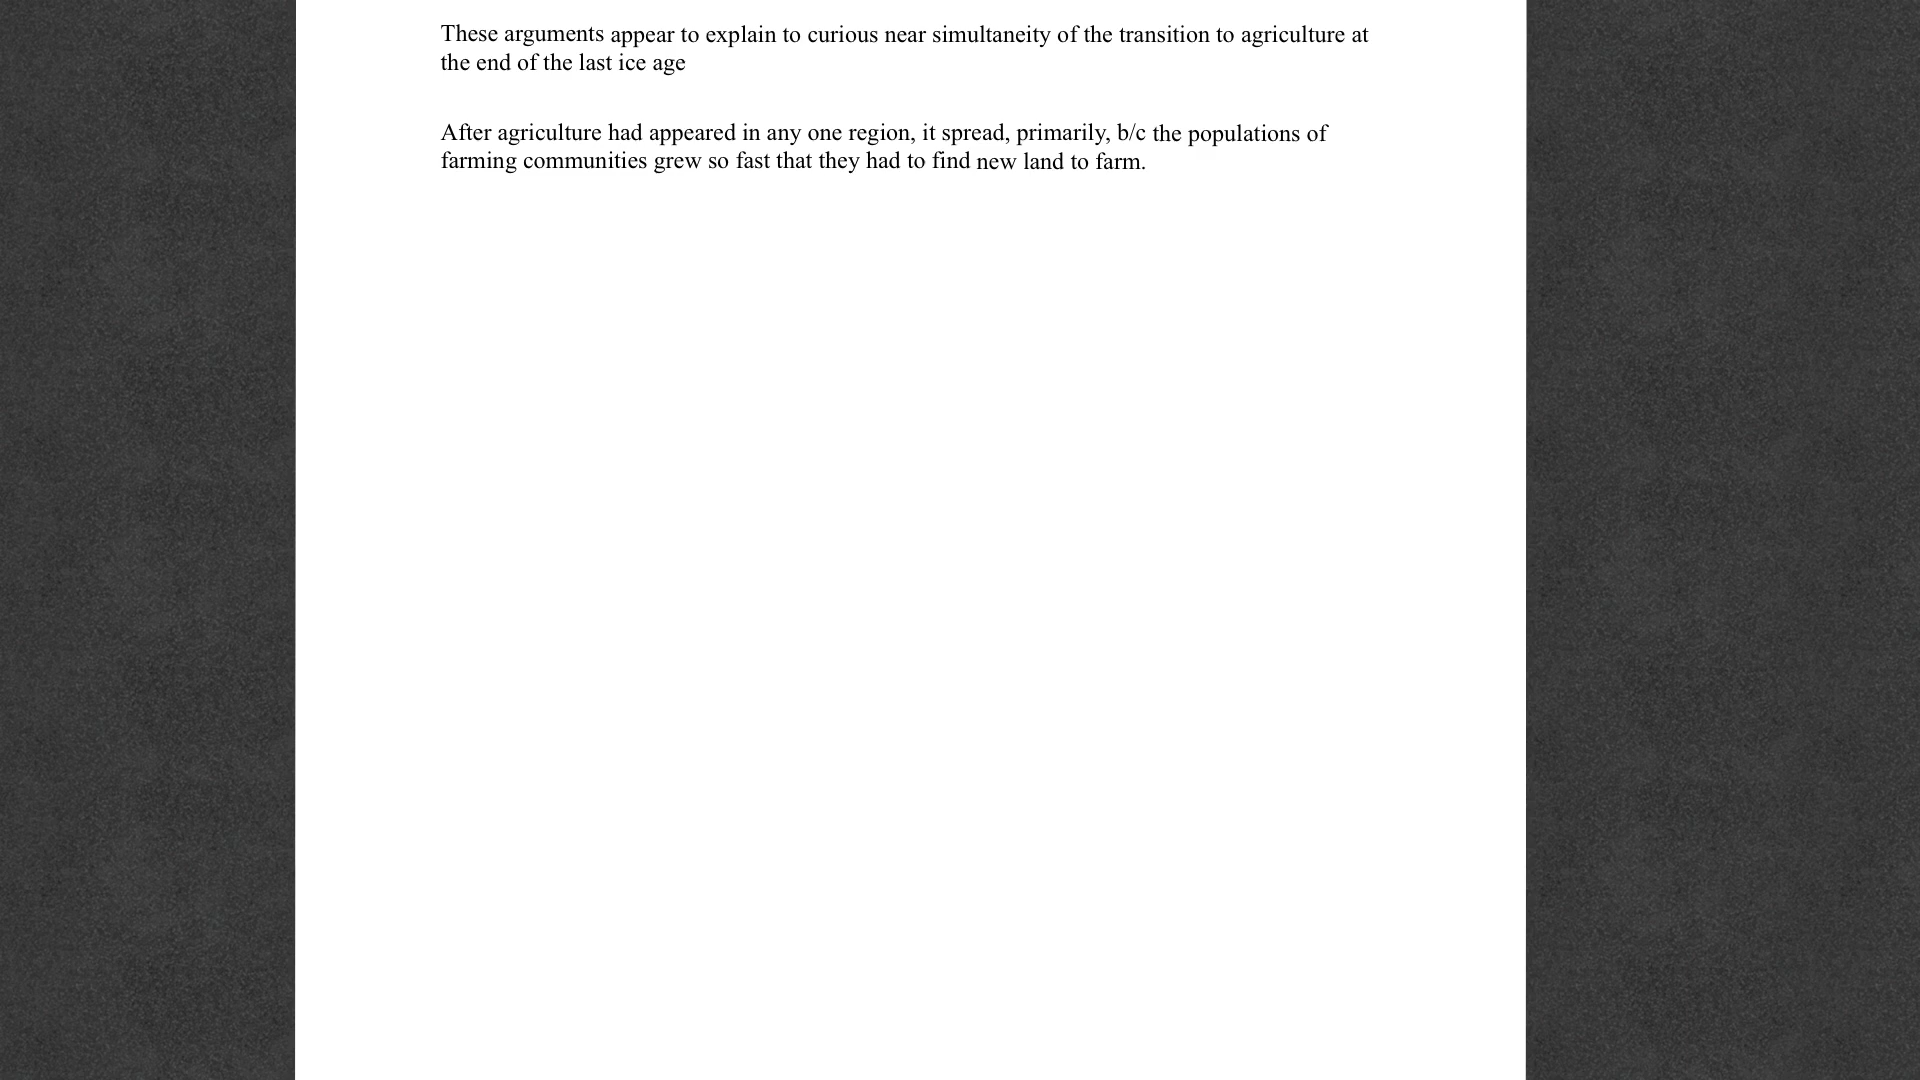 These arguments appear to explain to curious near simultaneity of the transition to agriculture at
the end of the last ice age
After agriculture had appeared in any one region, it spread, primarily, b/c the populations of
farming communities grew so fast that they had to find new land to farm.